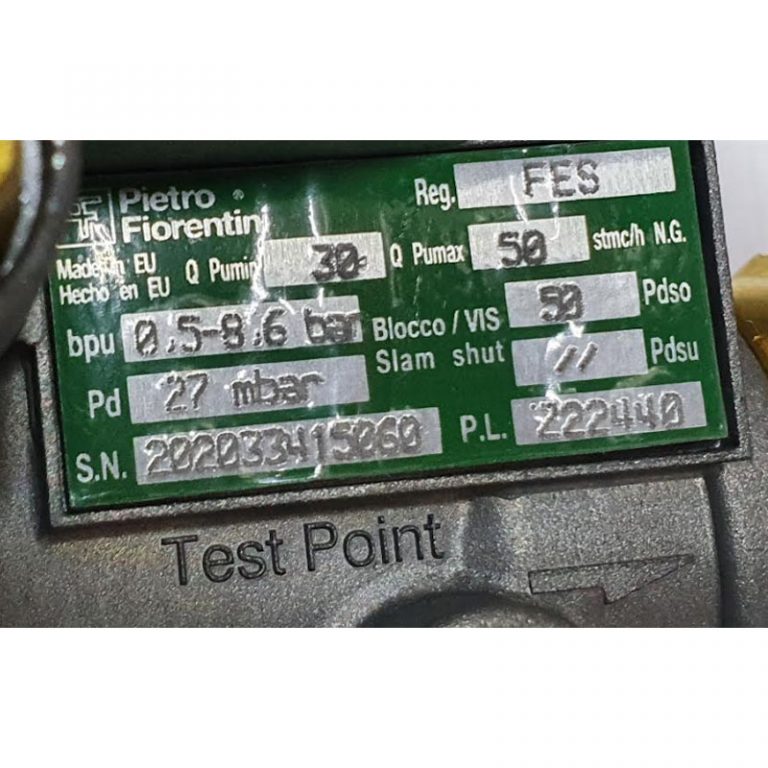 Pietro ®
Fiorentini
Reg. FES
Made in EU
Hecho en EU
Q Pumin 30 Q Pumax 50 stmc/h N.G.
bpu 0,5-8,6 bar Blocco / VIS 50 Pdso
Slam shut // Pdsu
Pd 27 mbar
S.N. 202033415060 P.L. 222440
Test Point